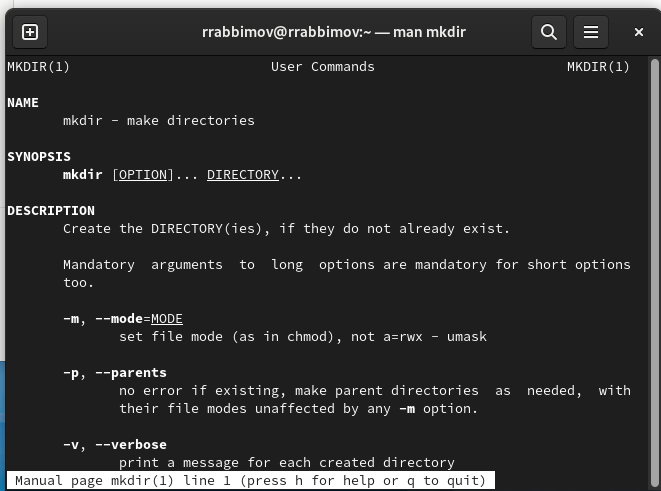 rrabbimov@rrabbimov:~ — man mkdir
MKDIR(1) User Commands MKDIR(1)
NAME
mkdir - make directories
SYNOPSIS
mkdir [OPTION]... DIRECTORY...
DESCRIPTION
Create the DIRECTORY(ies), if they do not already exist.
Mandatory arguments to long options are mandatory for short options
too.
-m, --mode=MODE
set file mode (as in chmod), not a=rwx - umask
-p, --parents
no error if existing, make parent directories as needed, with
their file modes unaffected by any -m option.
-v, --verbose
print a message for each created directory
Manual page mkdir(1) line 1 (press h for help or q to quit)